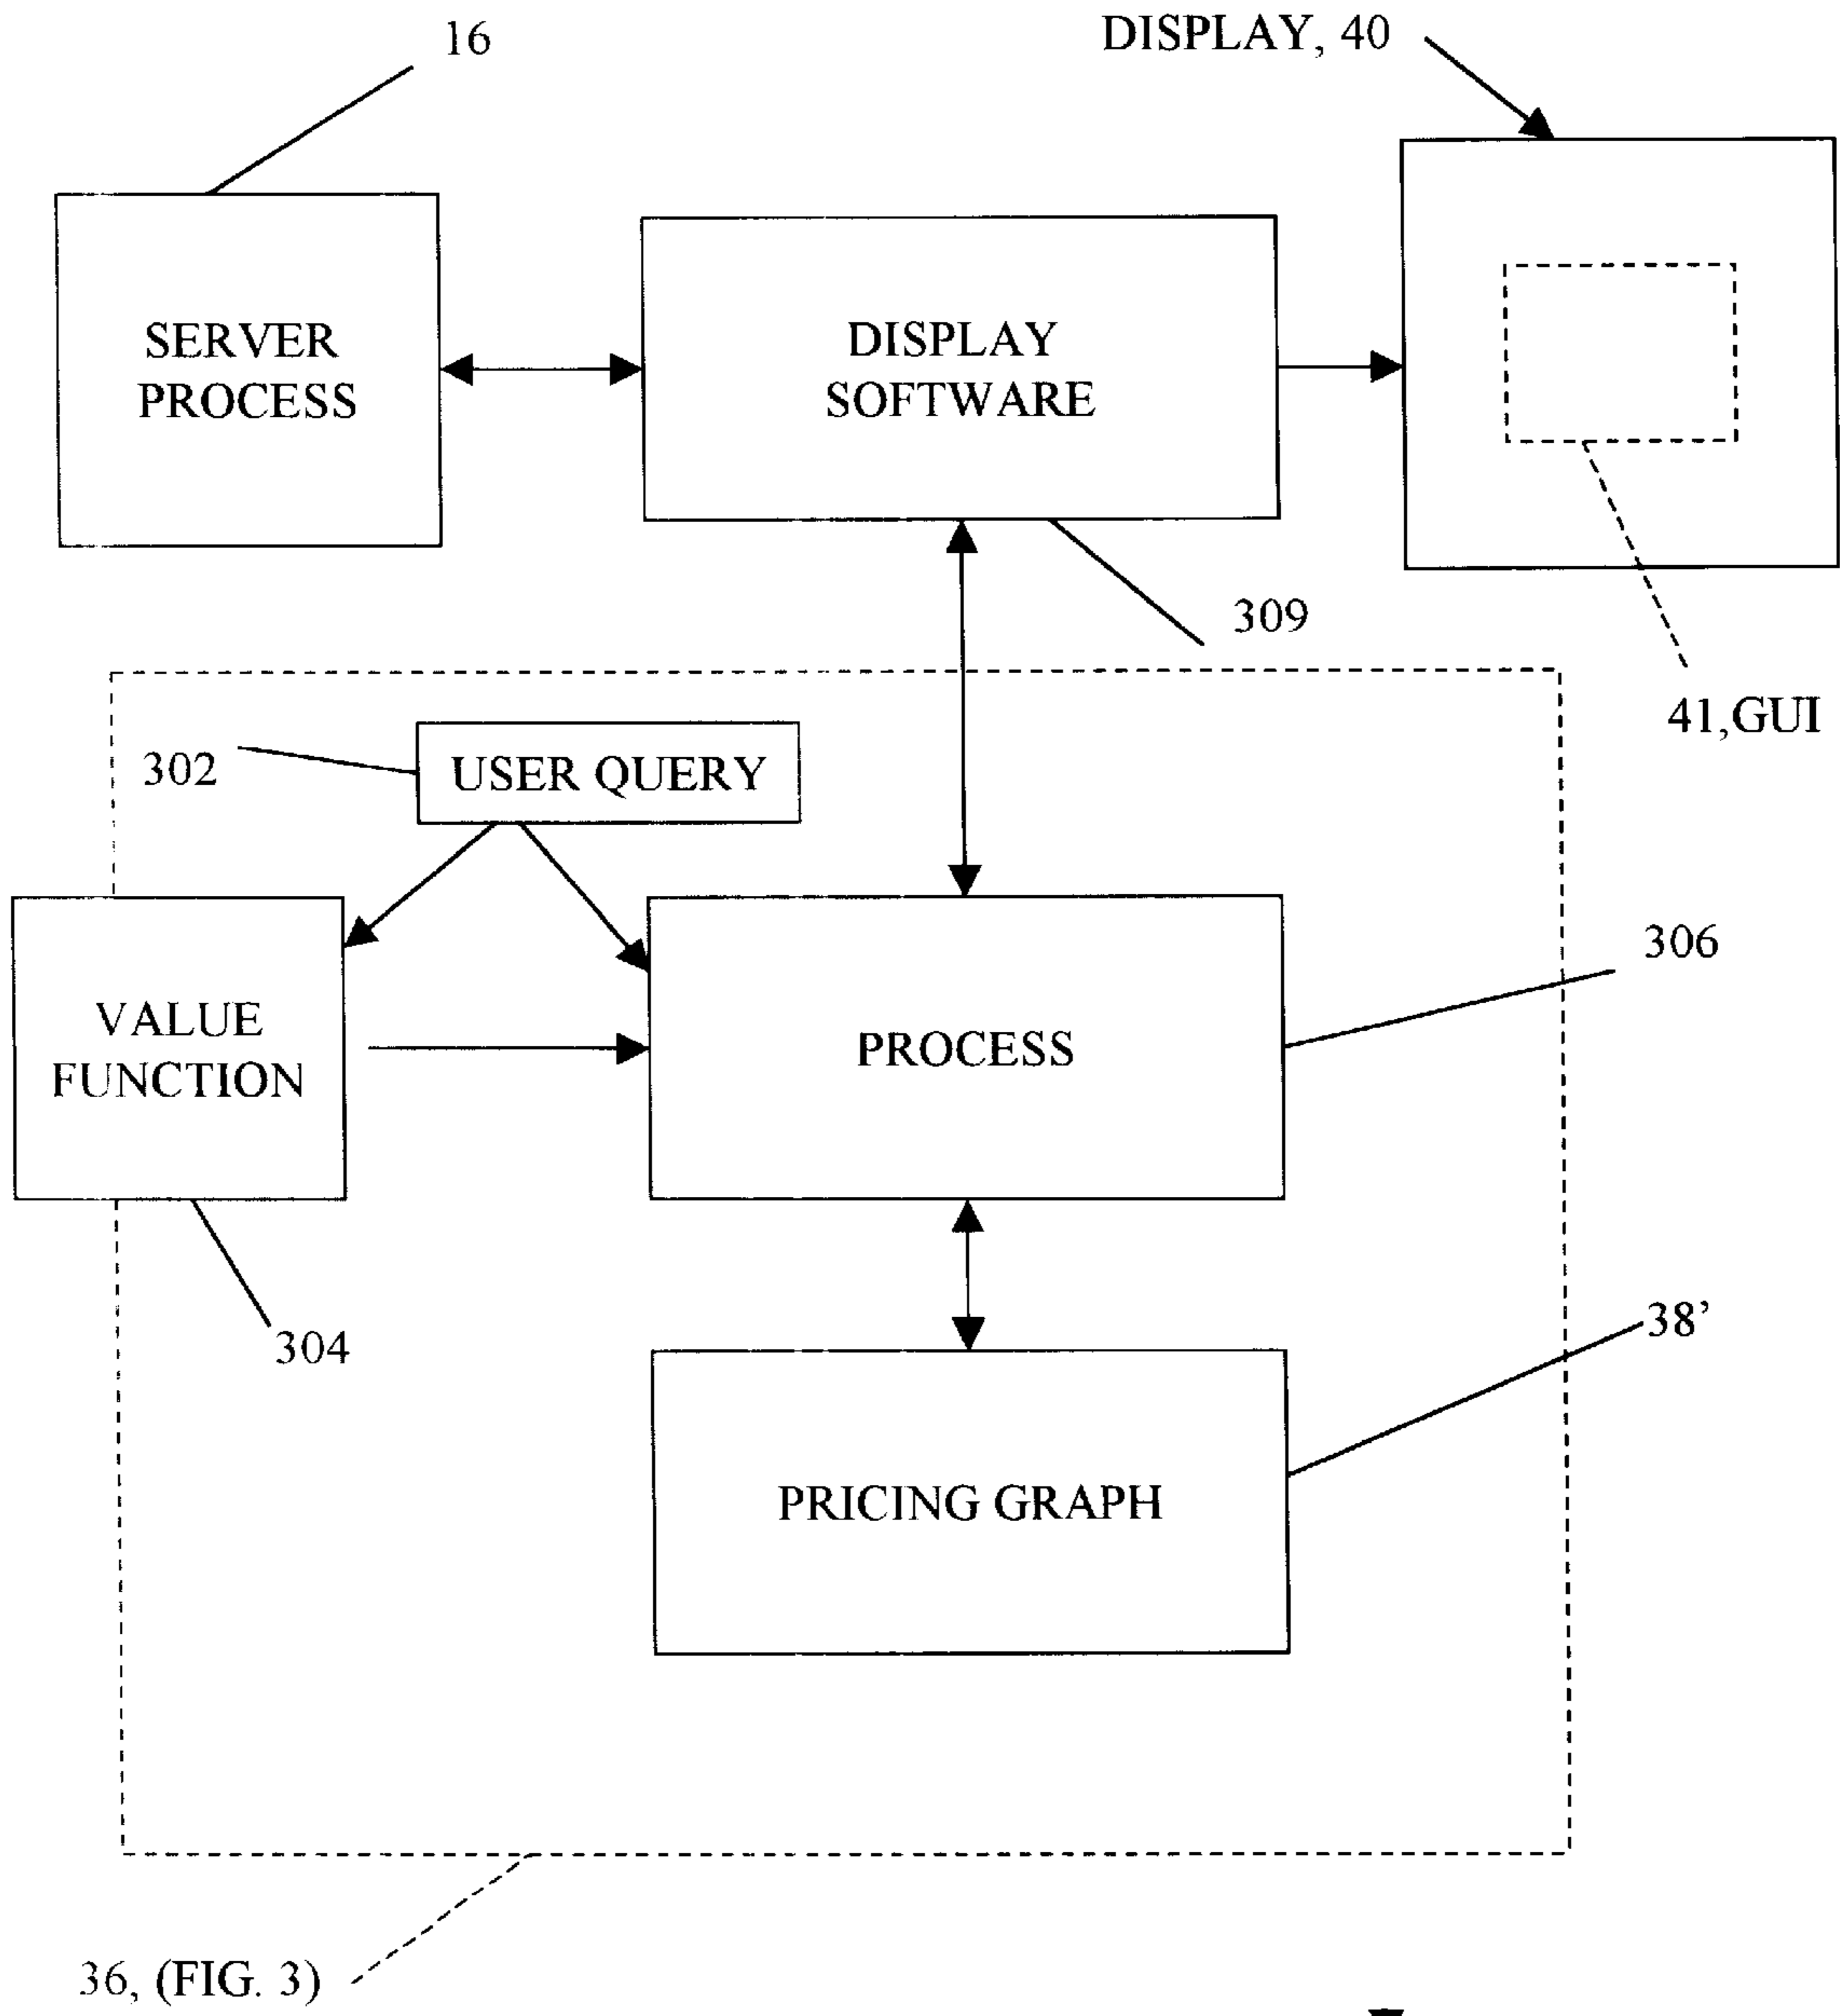 16
DISPLAY, 40
SERVER
PROCESS
DISPLAY
SOFTWARE
309
41,GUI
302
USER QUERY
VALUE
FUNCTION
PROCESS
306
304
38’
PRICING GRAPH
36, (FIG. 3)